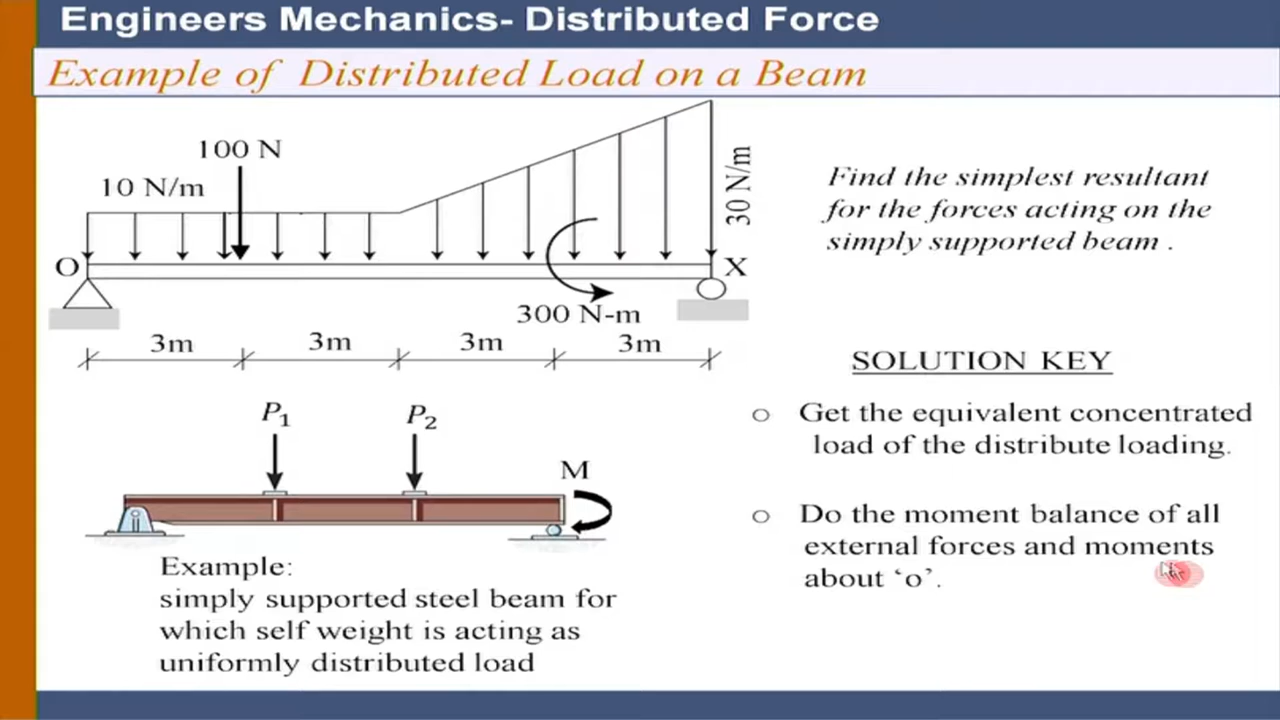 Engineers Mechanics- Distributed Force
Example of Distributed Load on a Beam
100 N
10 N/m
30 N/m
O
X
300 N-m
3m
3m
3m
3m
Find the simplest resultant
for the forces acting on the
simply supported beam .
SOLUTION KEY
o Get the equivalent concentrated
load of the distribute loading.
o Do the moment balance of all
external forces and moments
about ‘o’.
P₁
P₂
M
Example:
simply supported steel beam for
which self weight is acting as
uniformly distributed load